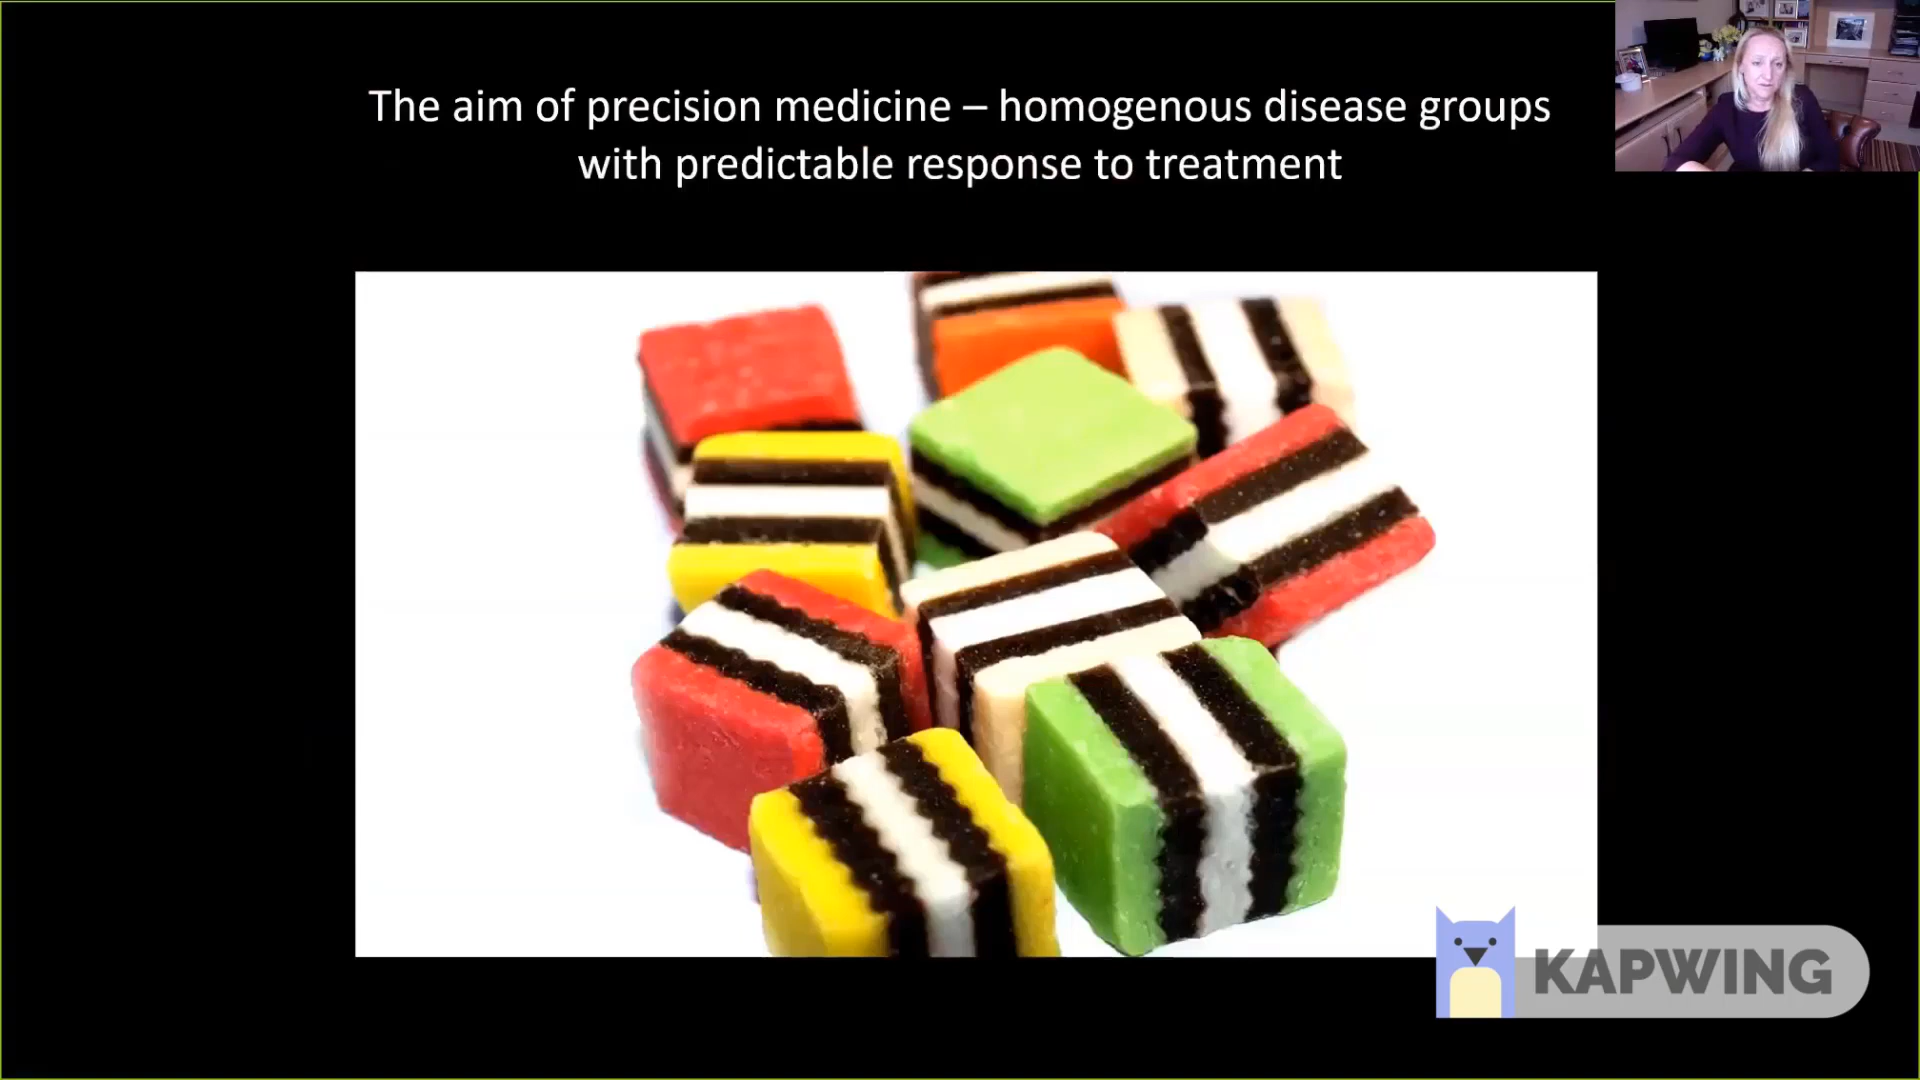 The aim of precision medicine – homogenous disease groups
with predictable response to treatment
KAPWING